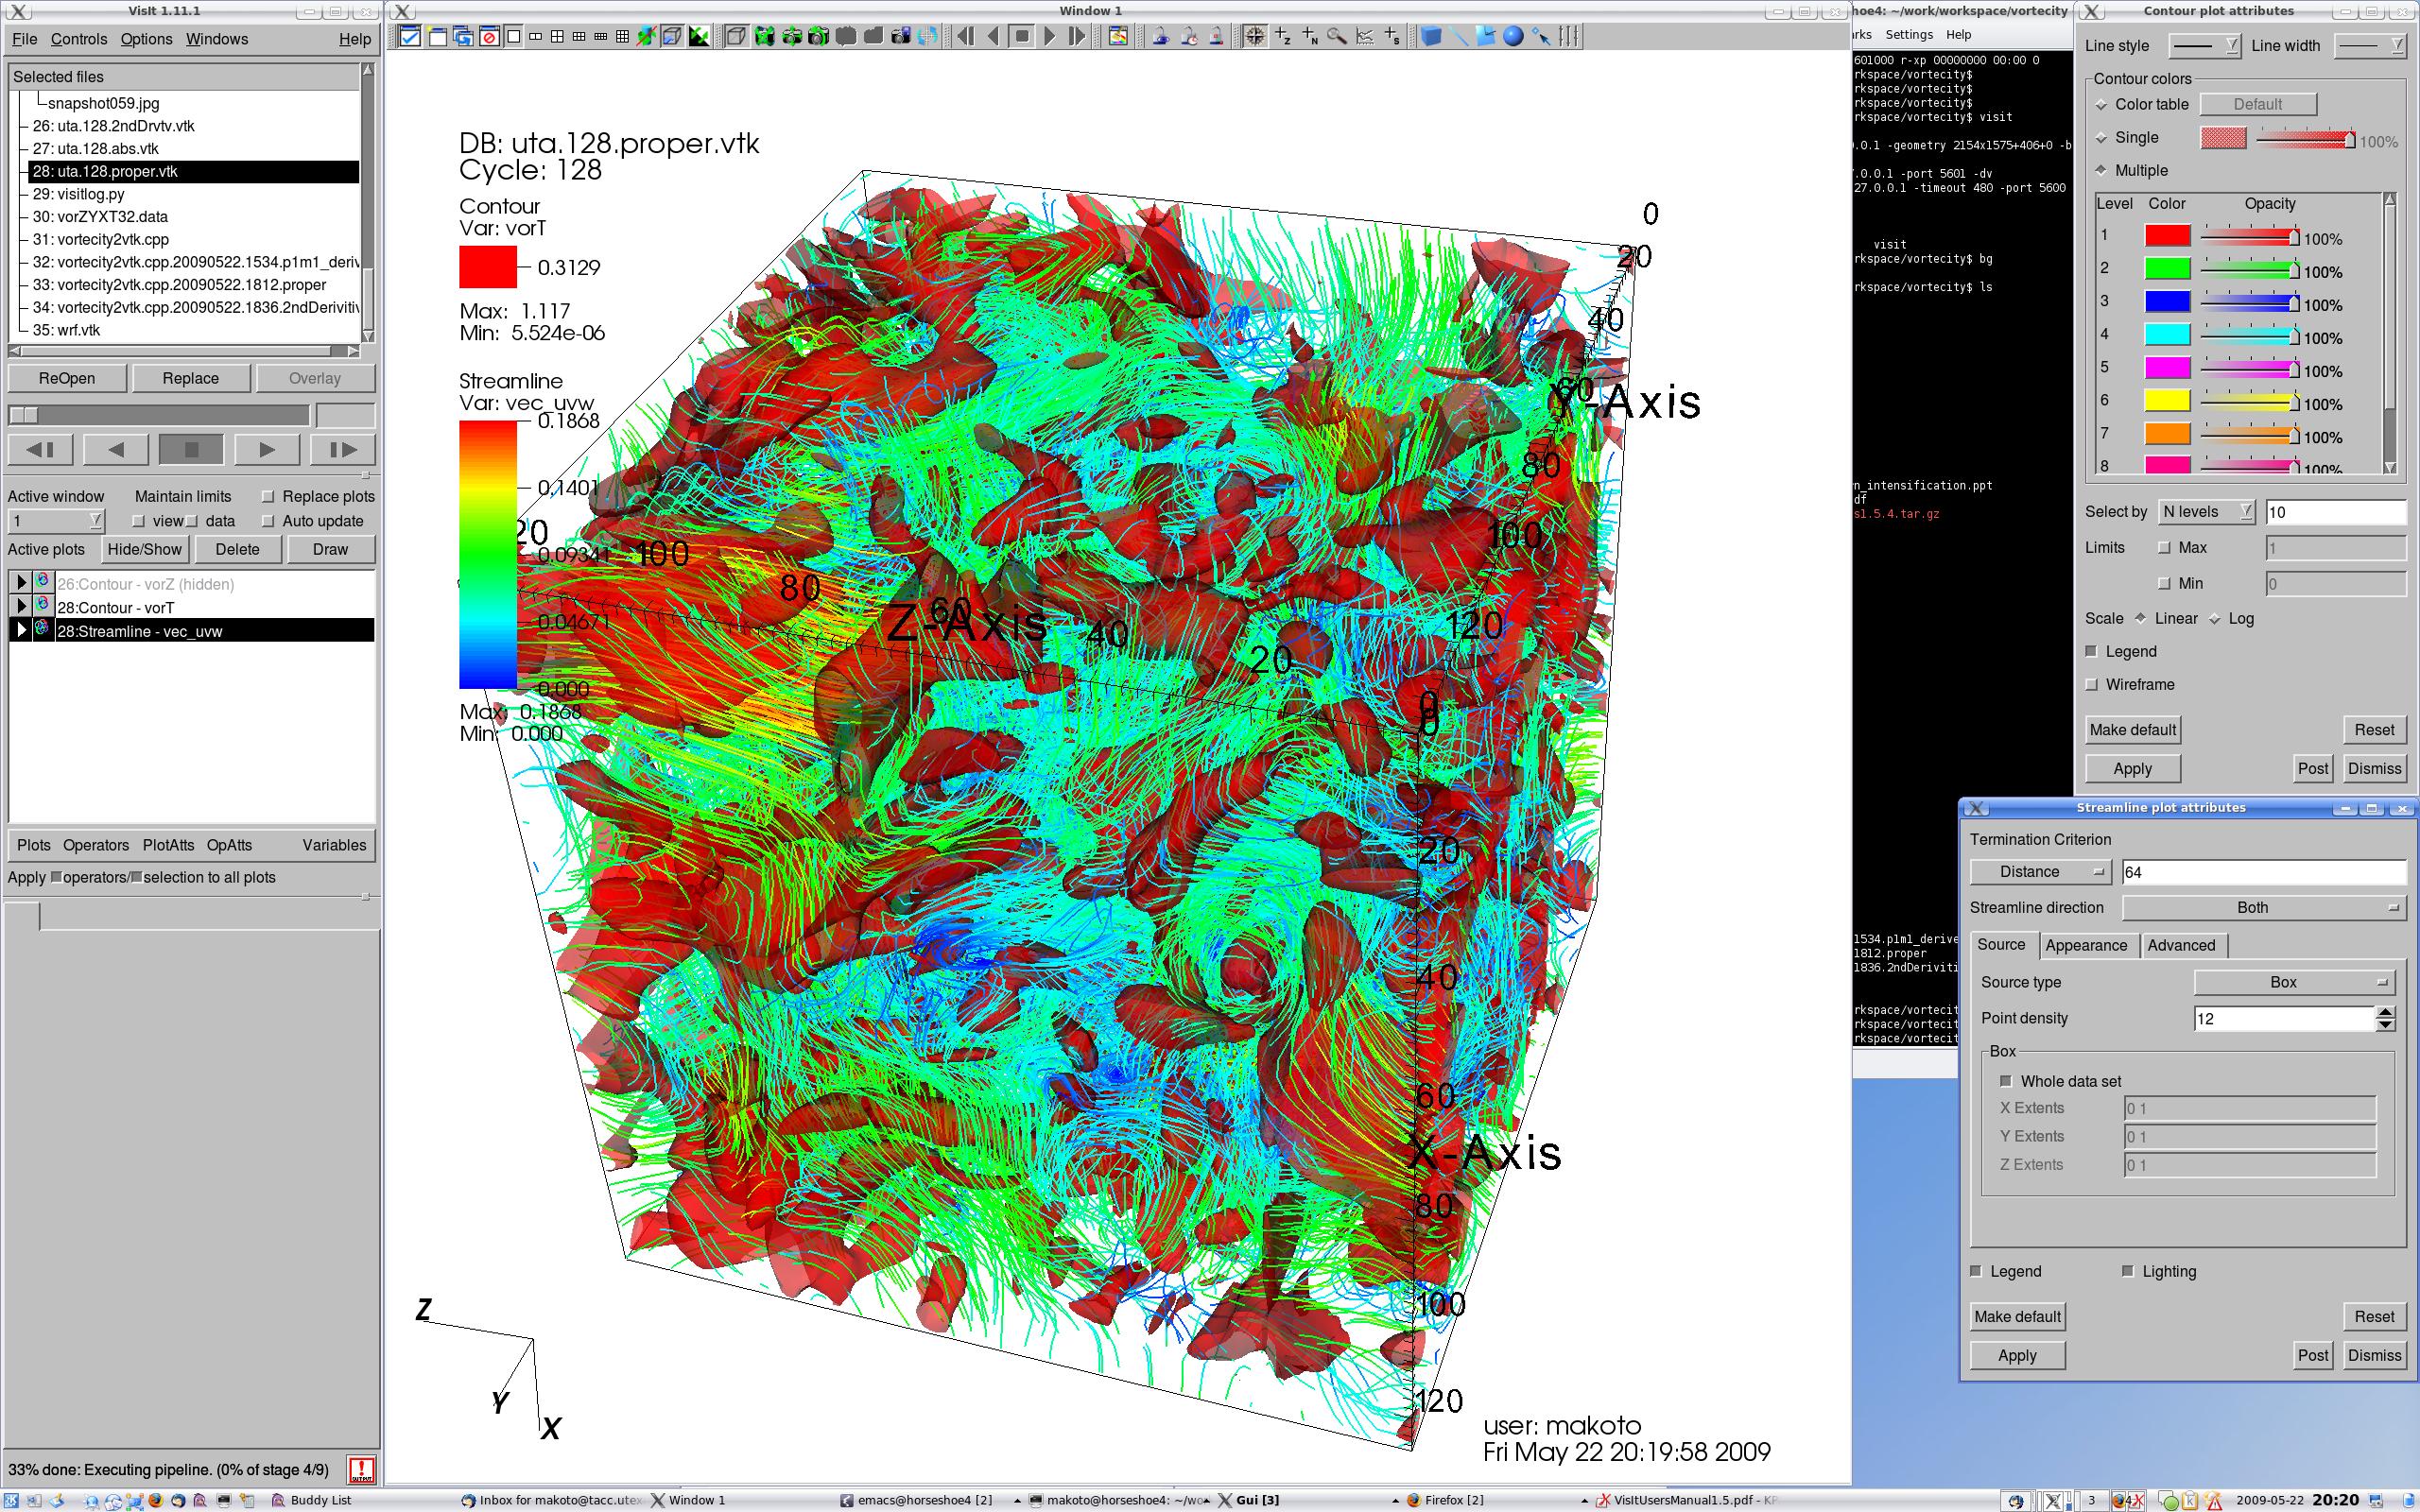 VisIt 1.11.1
File Controls Options Windows Help
Selected files
snapshot059.jpg
26: uta.128.2ndDrvtv.vtk
27: uta.128.abs.vtk
28: uta.128.proper.vtk
29: visitlog.py
30: vorZYXT32.data
31: vortecity2vtk.cpp
32: vortecity2vtk.cpp.20090522.1534.p1m1_deriv
33: vortecity2vtk.cpp.20090522.1812.proper
34: vortecity2vtk.cpp.20090522.1836.2ndDerivitiv
35: wrf.vtk
ReOpen Replace Overlay
Active window Maintain limits Replace plots
1 view data Auto update
Active plots Hide/Show Delete Draw
26:Contour - vorZ (hidden)
28:Contour - vorT
28:Streamline - vec_uvw
Plots Operators PlotAtts OpAtts Variables
Apply operators/ selection to all plots
33% done: Executing pipeline. (0% of stage 4/9)
Window 1
DB: uta.128.proper.vtk
Cycle: 128
Contour
Var: vorT
0.3129
Max: 1.117
Min: 5.524e-06
Streamline
Var: vec_uvw
0.1868
0.1401
0.09341
0.04671
0.000
Max: 0.1868
Min: 0.000
0
20
40
60
Y-Axis
80
100
120
20
100
80
60
Z-Axis
40
20
0
0
20
40
60
X-Axis
80
100
120
Z
Y
X
user: makoto
Fri May 22 20:19:58 2009
hoe4: ~/work/workspace/vortecity
rks Settings Help
601000 r-xp 00000000 00:00 0
rkspace/vortecity$
rkspace/vortecity$
rkspace/vortecity$
rkspace/vortecity$ visit
.0.1 -geometry 2154x1575+406+0 -b
.0.0.1 -port 5601 -dv
27.0.0.1 -timeout 480 -port 5600
visit
rkspace/vortecity$ bg
rkspace/vortecity$ ls
n_intensification.ppt
df
s1.5.4.tar.gz
1534.p1m1_derive
1812.proper
1836.2ndDeriviti
rkspace/vortecit
rkspace/vortecit
rkspace/vortecit
Contour plot attributes
Line style Line width
Contour colors
Color table Default
Single 100%
Multiple
Level Color Opacity
1 100%
2 100%
3 100%
4 100%
5 100%
6 100%
7 100%
8 100%
Select by N levels 10
Limits Max 1
Min 0
Scale Linear Log
Legend
Wireframe
Make default Reset
Apply Post Dismiss
Streamline plot attributes
Termination Criterion
Distance 64
Streamline direction Both
Source Appearance Advanced
Source type Box
Point density 12
Box
Whole data set
X Extents 0 1
Y Extents 0 1
Z Extents 0 1
Legend Lighting
Make default Reset
Apply Post Dismiss
Buddy List
Inbox for makoto@tacc.utex
Window 1
emacs@horseshoe4 [2]
makoto@horseshoe4: ~/wo
Gui [3]
Firefox [2]
VisItUsersManual1.5.pdf - KP
3
2009-05-22 20:20